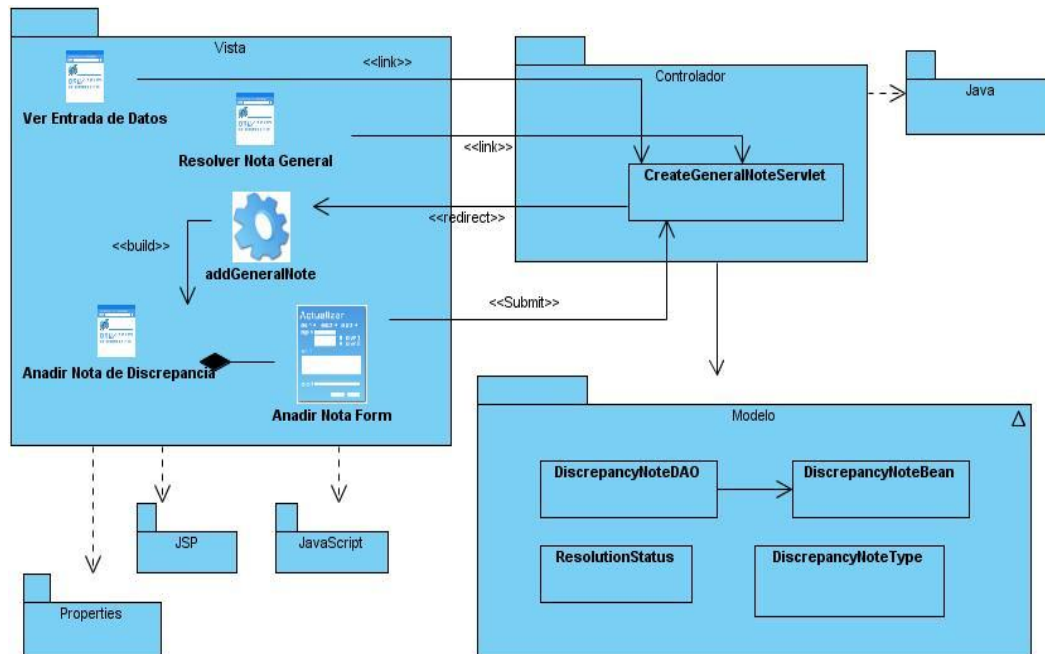 Vista
<<link>>
Controlador
Java
Ver Entrada de Datos
Resolver Nota General
<<link>>
CreateGeneralNoteServlet
<<redirect>>
<<build>>
addGeneralNote
<<Submit>>
Actualizar
Anadir Nota de Discrepancia
Anadir Nota Form
Modelo
Δ
DiscrepancyNoteDAO
DiscrepancyNoteBean
JSP
JavaScript
ResolutionStatus
DiscrepancyNoteType
Properties